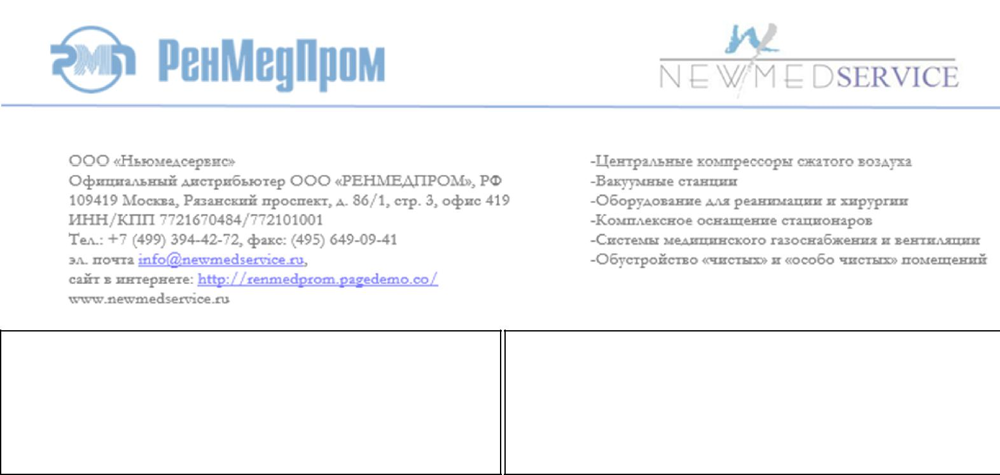 РМП РенМедПром
NEWMEDSERVICE
ООО «Ньюмедсервис»
Официальный дистрибьютер ООО «РЕНМЕДПРОМ», РФ
109419 Москва, Рязанский проспект, д. 86/1, стр. 3, офис 419
ИНН/КПП 7721670484/772101001
Тел.: +7 (499) 394-42-72, факс: (495) 649-09-41
эл. почта info@newmedservice.ru,
сайт в интернете: http://renmedprom.pagedemo.co/
www.newmedservice.ru
-Центральные компрессоры сжатого воздуха
-Вакуумные станции
-Оборудование для реанимации и хирургии
-Комплексное оснащение стационаров
-Системы медицинского газоснабжения и вентиляции
-Обустройство «чистых» и «особо чистых» помещений